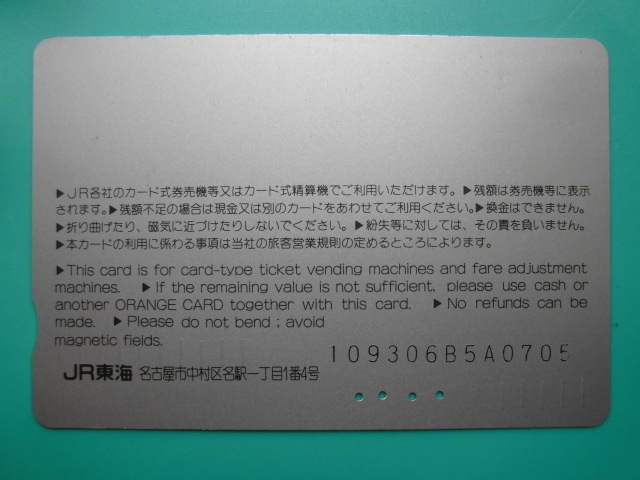 ▶JR各社のカード式券売機等又はカード式精算機でご利用いただけます。▶残額は券売機等に表示
されます。▶残額不足の場合は現金又は別のカードをあわせてご利用ください。▶換金はできません。
▶折り曲げたり、磁気に近づけたりしないでください。▶紛失等に対しては、その責を負いません。
▶本カードの利用に係わる事項は当社の旅客営業規則の定めるところによります。
▶This card is for card-type ticket vending machines and fare adjustment
machines. ▶If the remaining value is not sufficient, please use cash or
another ORANGE CARD together with this card. ▶No refunds can be
made. ▶Please do not bend ; avoid
magnetic fields.
109306B5A0705
JR東海 名古屋市中村区名駅一丁目1番4号